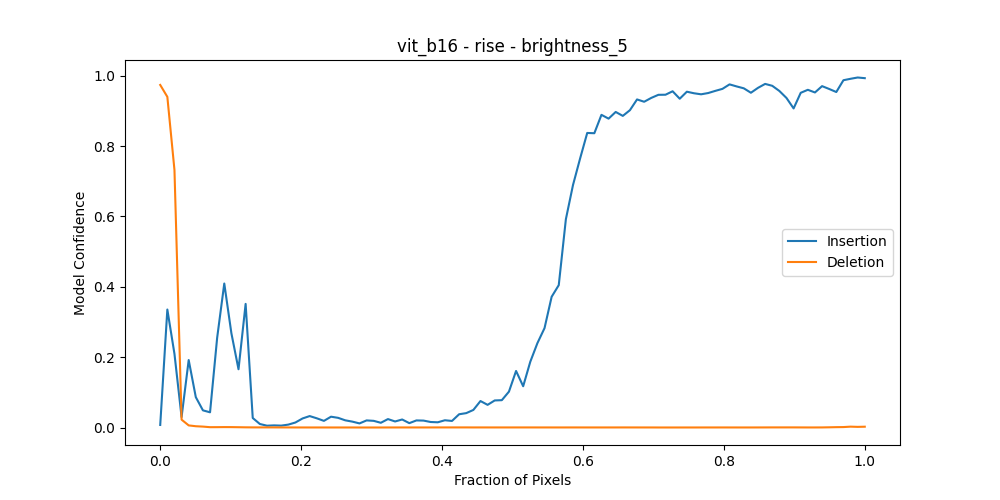 vit_b16 - rise - brightness_5
Model Confidence
1.0
0.8
0.6
0.4
0.2
0.0
Insertion
Deletion
0.0 0.2 0.4 0.6 0.8 1.0
Fraction of Pixels